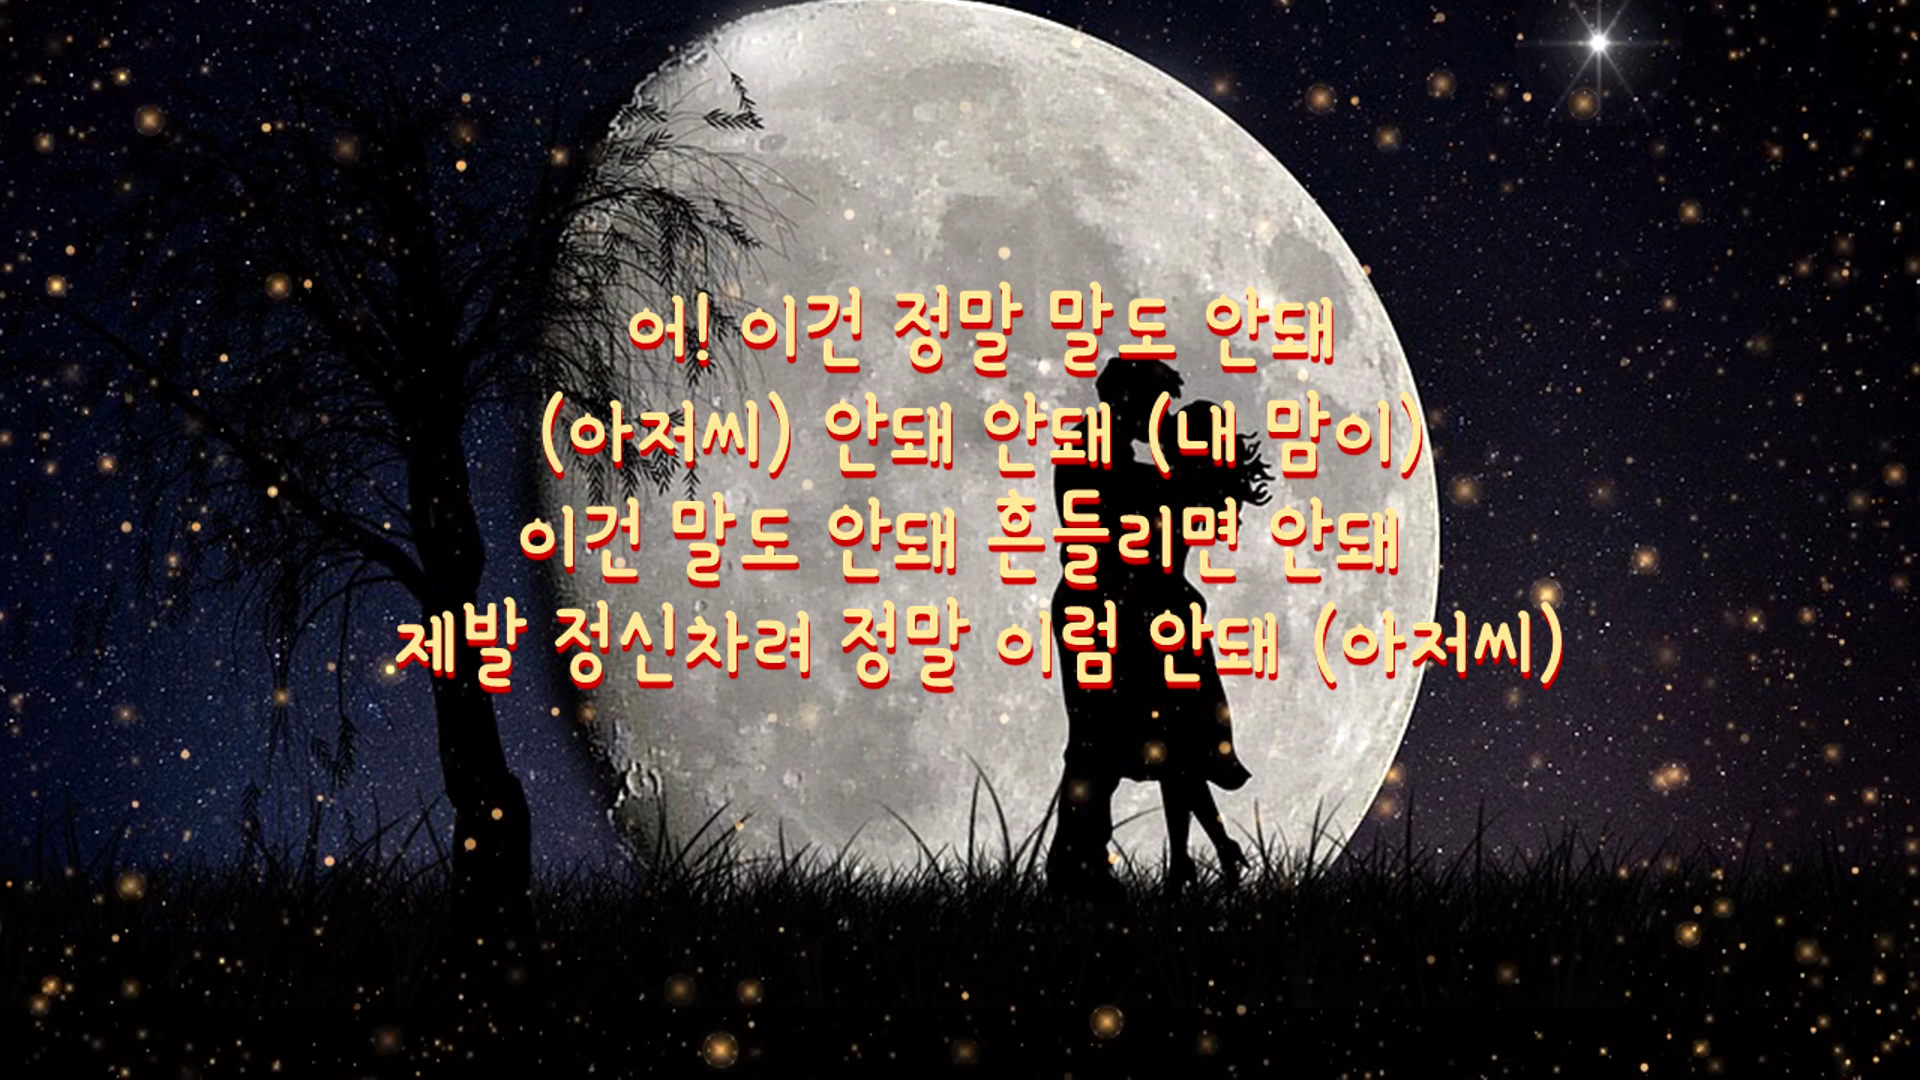 어! 이건 정말 말도 안돼
(아저씨) 안돼 안돼 (내 맘이)
이건 말도 안돼 흔들리면 안돼
제발 정신차려 정말 이럼 안돼 (아저씨)